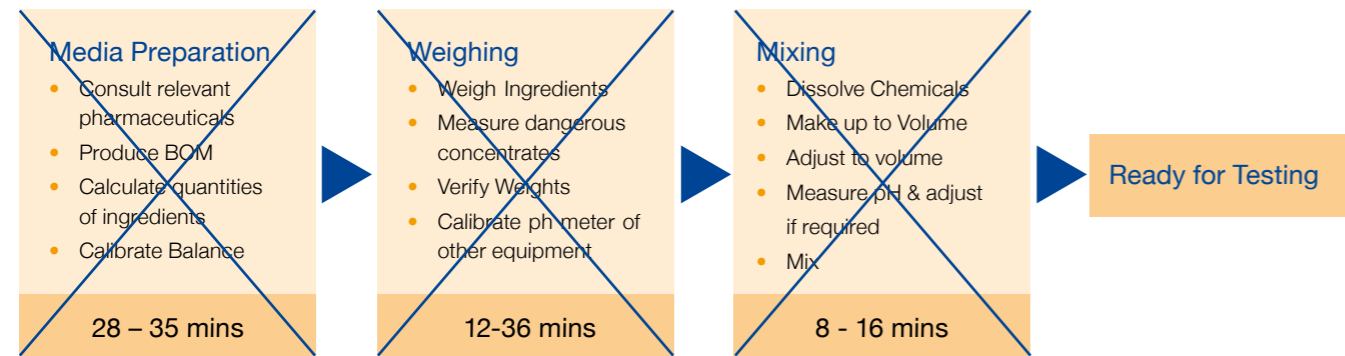 Media Preparation
• Consult relevant
pharmaceuticals
• Produce BOM
• Calculate quantities
of ingredients
• Calibrate Balance
28 – 35 mins
Weighing
• Weigh Ingredients
• Measure dangerous
concentrates
• Verify Weights
• Calibrate ph meter of
other equipment
12-36 mins
Mixing
• Dissolve Chemicals
• Make up to Volume
• Adjust to volume
• Measure pH & adjust
if required
• Mix
8 - 16 mins
Ready for Testing